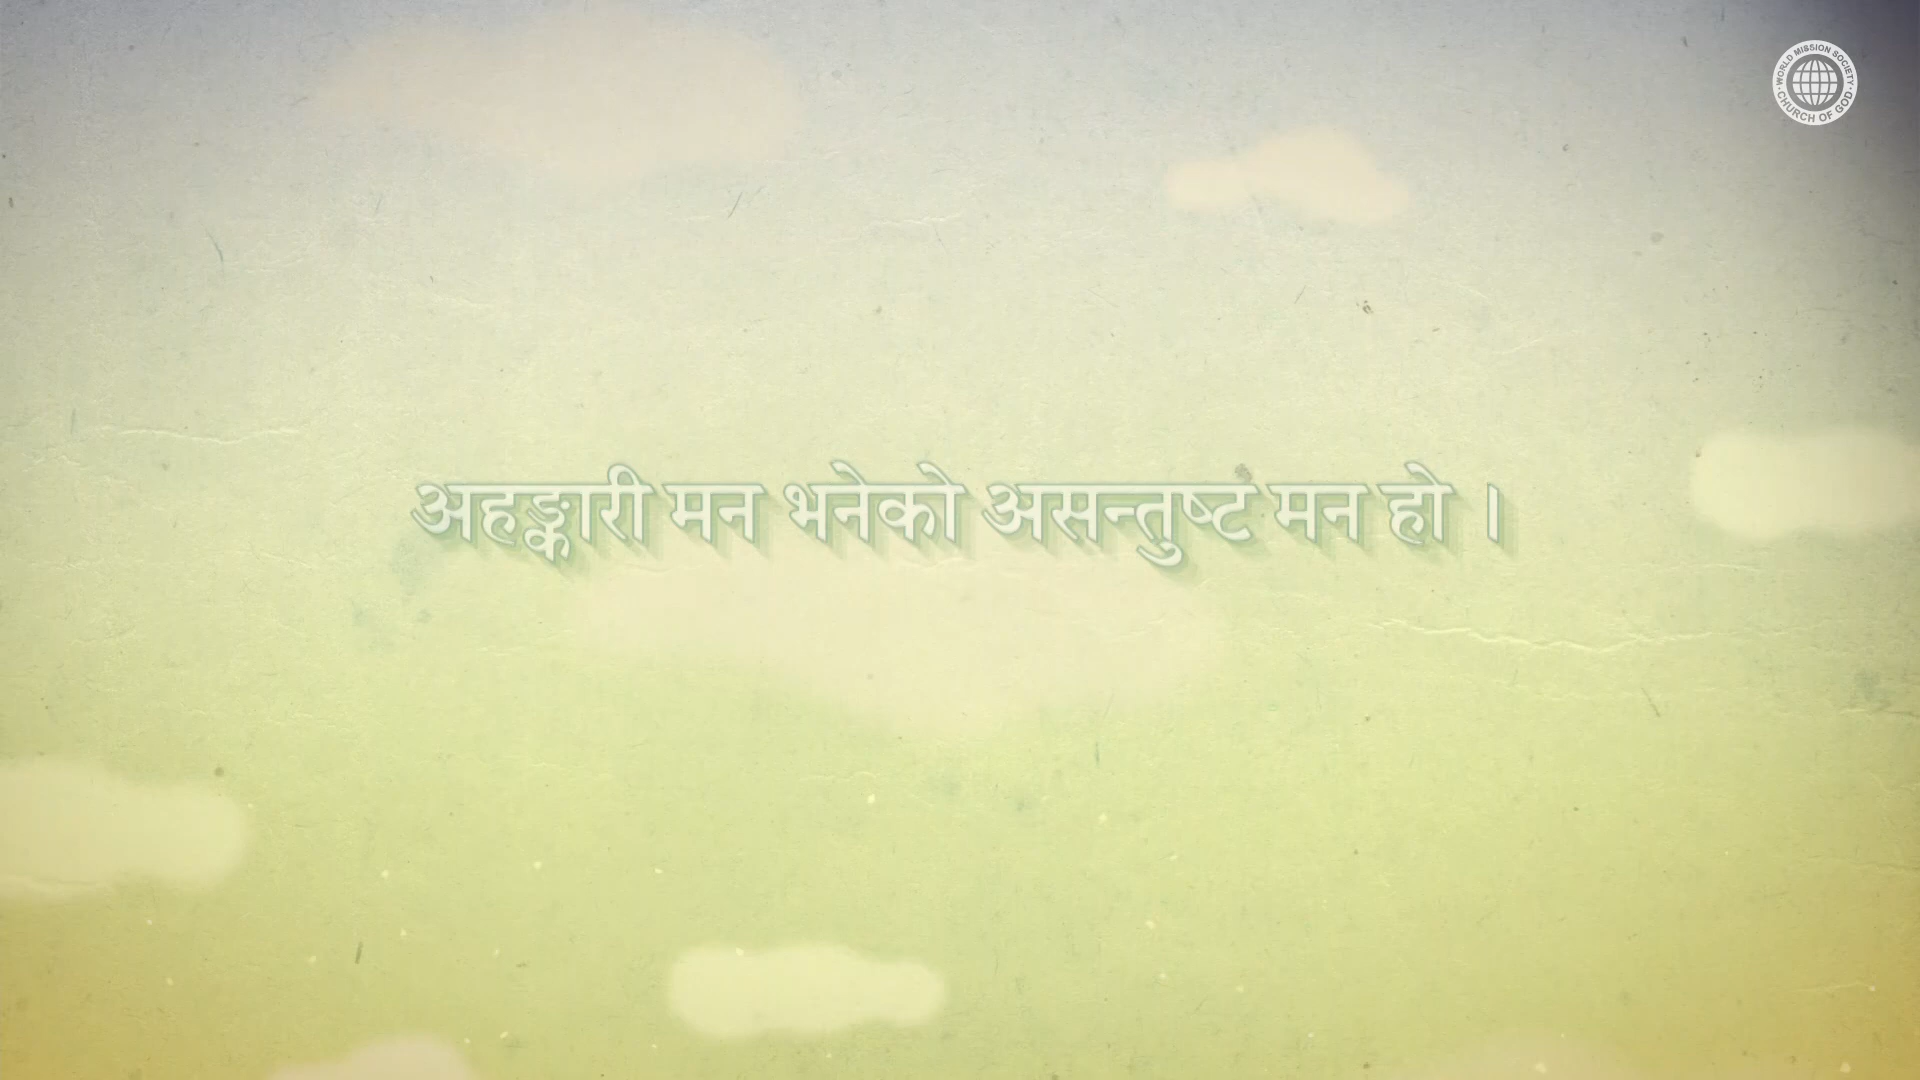 WORLD MISSION SOCIETY
CHURCH OF GOD
अहङ्कारी मन भनेको असन्तुष्ट मन हो ।